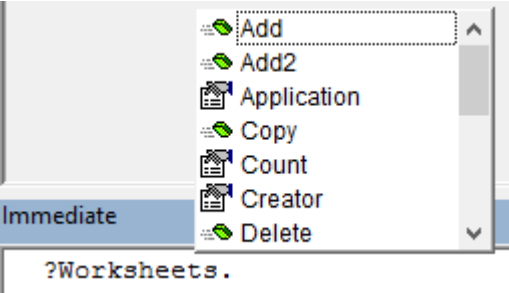 Add
Add2
Application
Copy
Count
Creator
Delete
Immediate
?Worksheets.